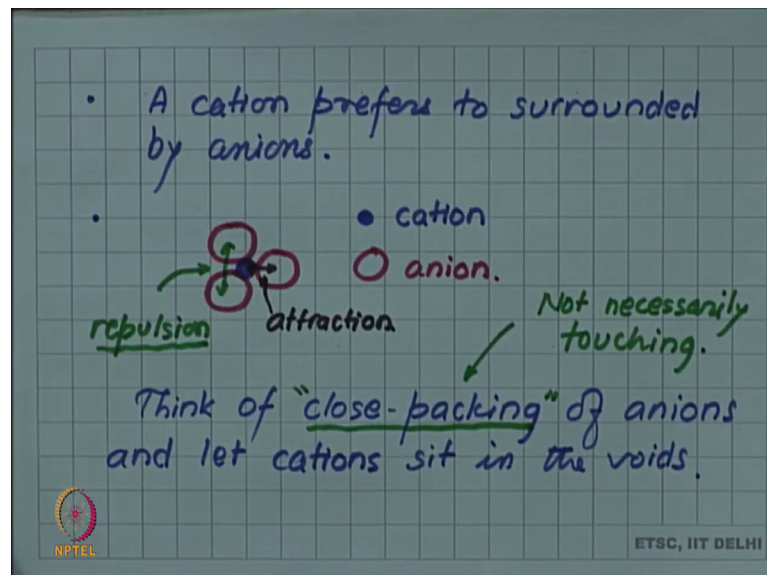 • A cation prefers to surrounded
by anions.
• cation
anion.
repulsion
attraction
Not necessarily
touching.
Think of "close-packing" of anions
and let cations sit in the voids.
NPTEL
ETSC, IIT DELHI